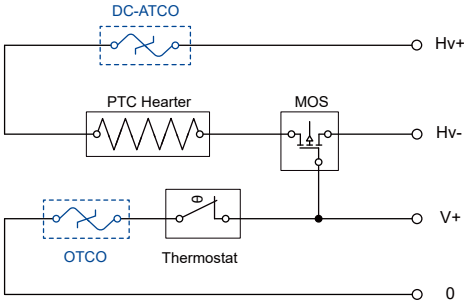 DC-ATCO
Hv+
PTC Hearter
MOS
Hv-
θ
V+
OTCO
Thermostat
0